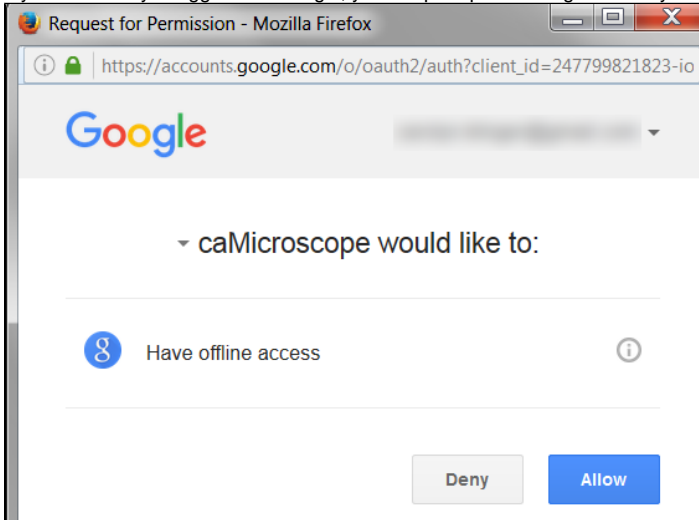 Request for Permission - Mozilla Firefox
https://accounts.google.com/o/oauth2/auth?client_id=247799821823-io
Google
caMicroscope would like to:
8 Have offline access
Deny Allow